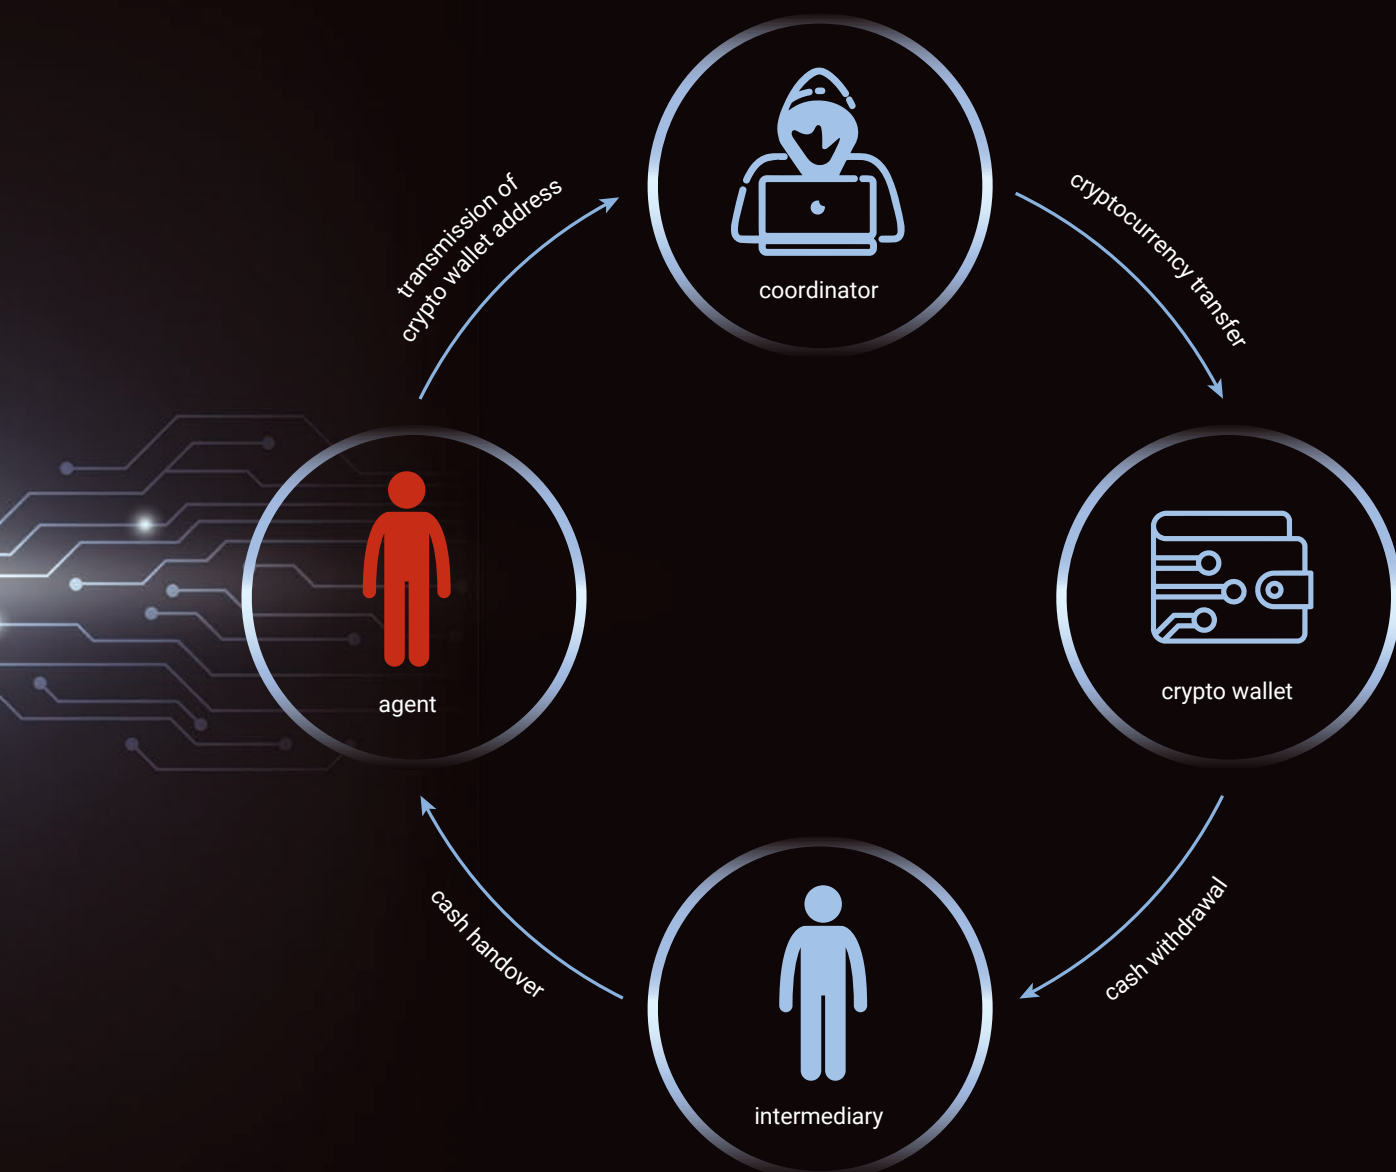 coordinator
transmission of
crypto wallet address
cryptocurrency transfer
agent
crypto wallet
cash handover
cash withdrawal
intermediary